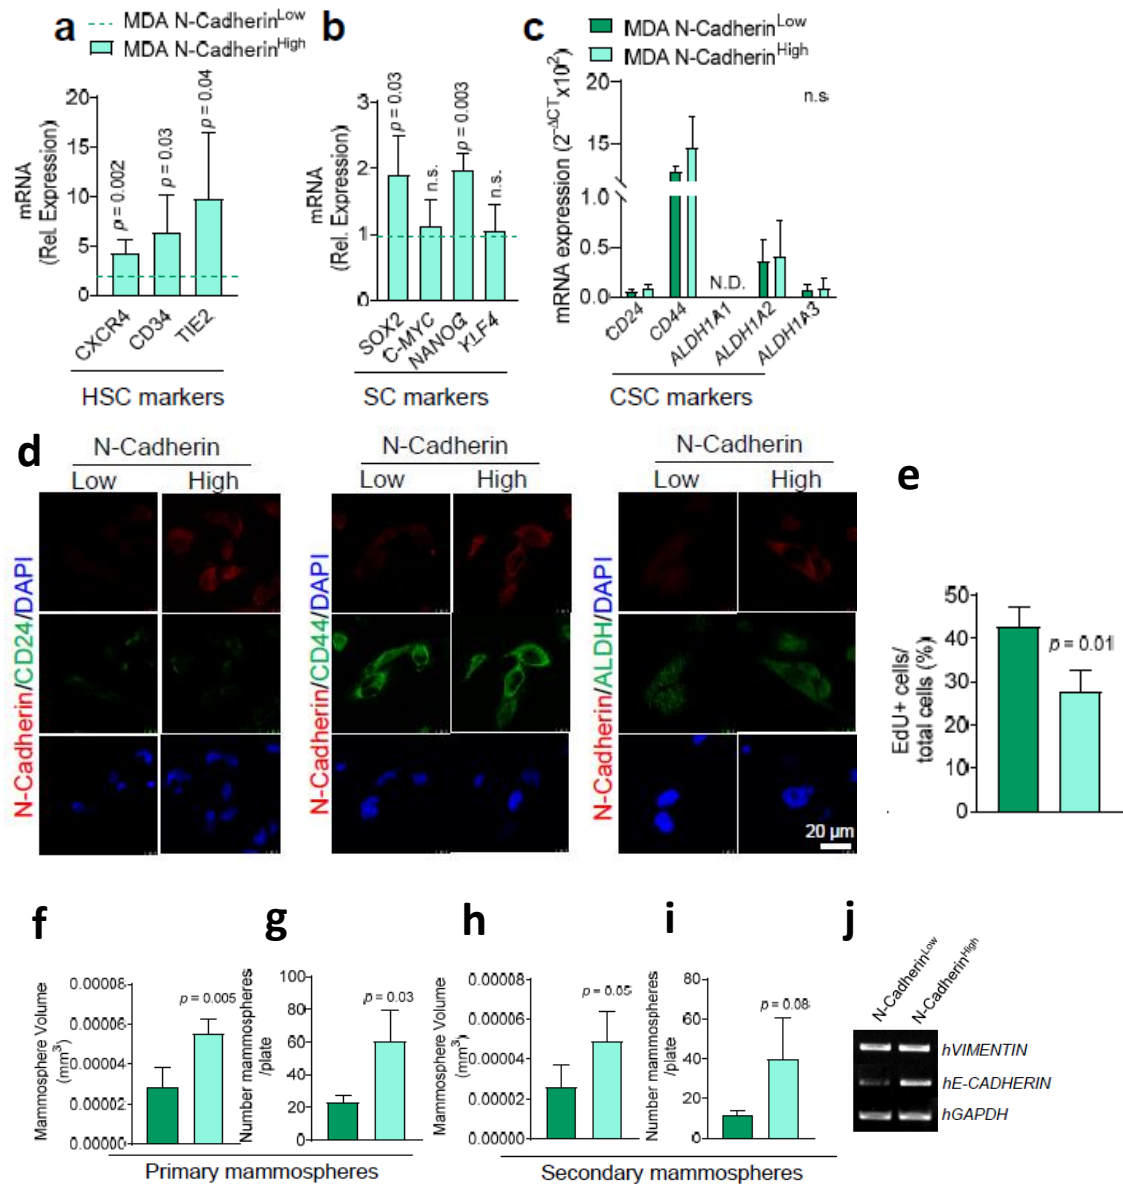 a
MDA N-Cadherin^Low
MDA N-Cadherin^High
mRNA
(Rel. Expression)
20
15
10
5
0
p = 0.002
p = 0.03
p = 0.04
CXCR4
CD34
TIE2
HSC markers
b
mRNA
(Rel. Expression)
3
2
1
0
p = 0.03
n.s.
p = 0.003
n.s.
SOX2
C-MYC
NANOG
KLF4
SC markers
c
MDA N-Cadherin^Low
MDA N-Cadherin^High
mRNA expression (2^-ΔCT x10^2)
20
15
1.0
0.5
0.0
n.s
N.D.
CD24
CD44
ALDH1A1
ALDH1A2
ALDH1A3
CSC markers
d
N-Cadherin
Low
High
N-Cadherin/CD24/DAPI
N-Cadherin
Low
High
N-Cadherin/CD44/DAPI
N-Cadherin
Low
High
N-Cadherin/ALDH/DAPI
20 µm
e
EdU+ cells/
total cells (%)
50
40
30
20
10
0
p = 0.01
f
Mammosphere Volume
(mm³)
0.00008
0.00006
0.00004
0.00002
0.00000
p = 0.005
g
Number mammospheres
/plate
100
80
60
40
20
0
p = 0.03
Primary mammospheres
h
Mammosphere Volume
(mm³)
0.00008
0.00006
0.00004
0.00002
0.00000
p = 0.05
i
Number mammospheres
/plate
80
60
40
20
0
p = 0.08
Secondary mammospheres
j
N-Cadherin^Low
N-Cadherin^High
hVIMENTIN
hE-CADHERIN
hGAPDH